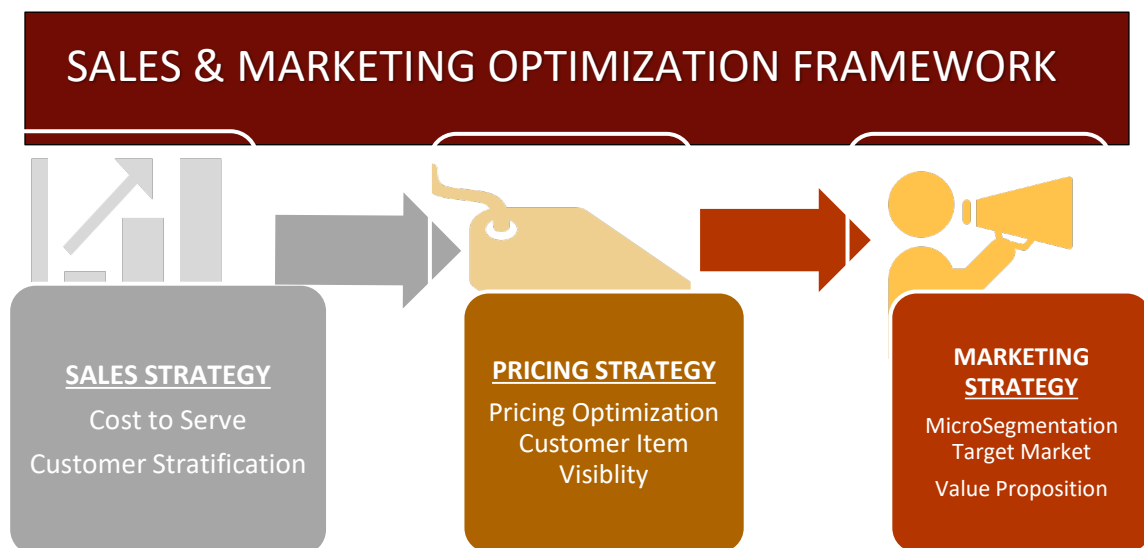 SALES & MARKETING OPTIMIZATION FRAMEWORK
SALES STRATEGY
Cost to Serve
Customer Stratification
PRICING STRATEGY
Pricing Optimization
Customer Item
Visiblity
MARKETING
STRATEGY
MicroSegmentation
Target Market
Value Proposition